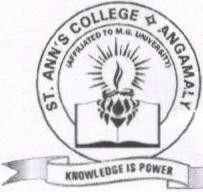 ST. ANN'S COLLEGE ✧ ANGAMALY
(AFFILIATED TO M.G. UNIVERSITY)
KNOWLEDGE IS POWER